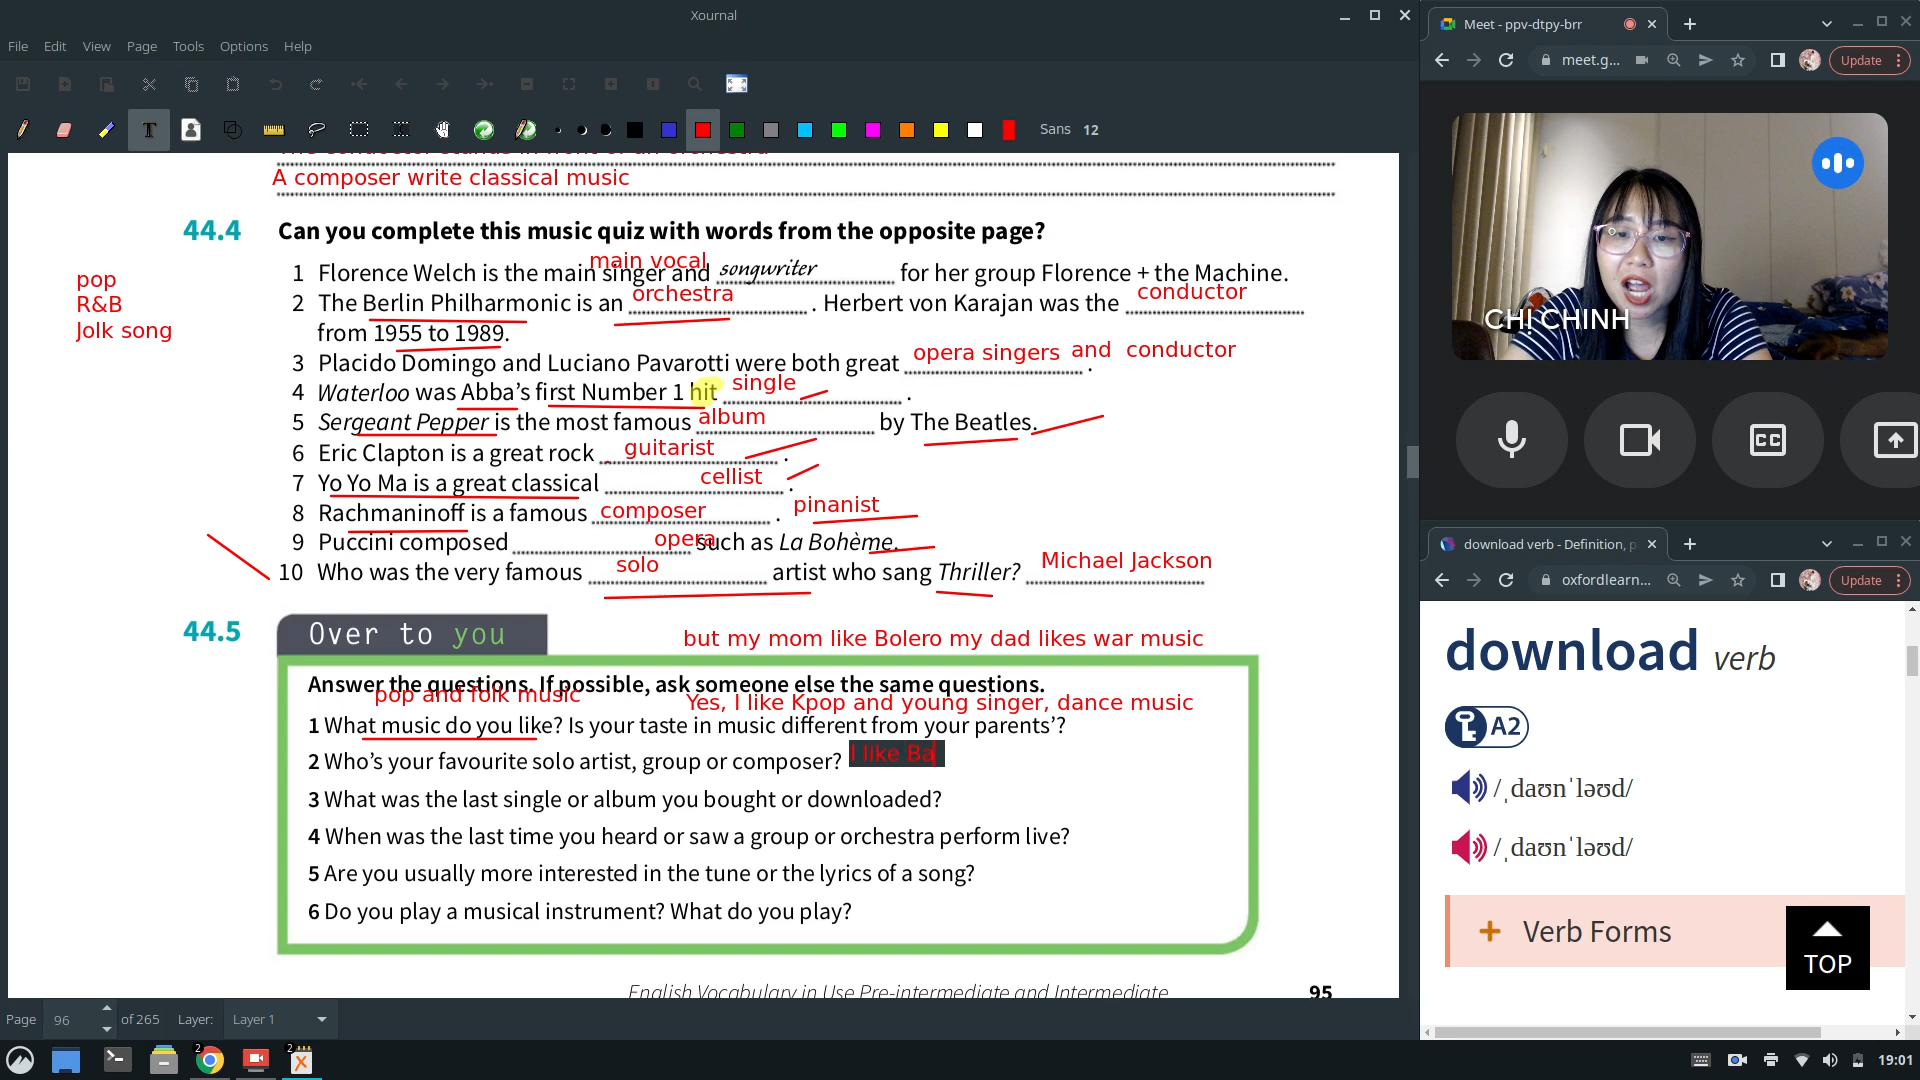 Xournal
File Edit View Page Tools Options Help
Sans 12
A composer write classical music
44.4 Can you complete this music quiz with words from the opposite page?
main vocal
1 Florence Welch is the main singer and songwriter for her group Florence + the Machine.
pop
R&B
Jolk song
orchestra conductor
2 The Berlin Philharmonic is an . Herbert von Karajan was the
from 1955 to 1989.
opera singers and conductor
3 Placido Domingo and Luciano Pavarotti were both great .
4 Waterloo was Abba's first Number 1 hit single .
5 Sergeant Pepper is the most famous album by The Beatles.
6 Eric Clapton is a great rock guitarist .
7 Yo Yo Ma is a great classical cellist .
8 Rachmaninoff is a famous composer . pinanist
9 Puccini composed opera such as La Bohème.
10 Who was the very famous solo artist who sang Thriller? Michael Jackson
44.5 Over to you
but my mom like Bolero my dad likes war music
Answer the questions. If possible, ask someone else the same questions.
pop and folk music Yes, I like Kpop and young singer, dance music
1 What music do you like? Is your taste in music different from your parents'?
2 Who's your favourite solo artist, group or composer? I like Ba
3 What was the last single or album you bought or downloaded?
4 When was the last time you heard or saw a group or orchestra perform live?
5 Are you usually more interested in the tune or the lyrics of a song?
6 Do you play a musical instrument? What do you play?
English Vocabulary in Use Pre-intermediate and Intermediate 95
Page 96 of 265 Layer: Layer 1
Meet - ppv-dtpy-brr
meet.g... Update
CHỊ CHINH
CC
download verb - Definition, p
oxfordlearn... Update
download verb
A2
/ˌdaʊnˈləʊd/
/ˌdaʊnˈləʊd/
+ Verb Forms
TOP
2 2 19:01